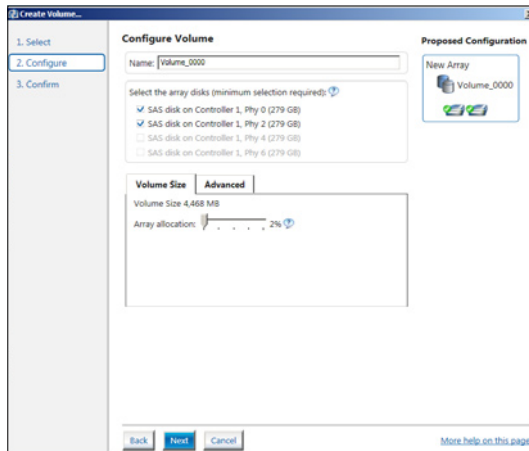 Create Volume...
1. Select
2. Configure
3. Confirm
Configure Volume
Name: Volume_0000
Select the array disks (minimum selection required):
SAS disk on Controller 1, Phy 0 (279 GB)
SAS disk on Controller 1, Phy 2 (279 GB)
SAS disk on Controller 1, Phy 4 (279 GB)
SAS disk on Controller 1, Phy 6 (279 GB)
Volume Size
Advanced
Volume Size 4,468 MB
Array allocation: 2%
Proposed Configuration
New Array
Volume_0000
Back
Next
Cancel
More help on this page